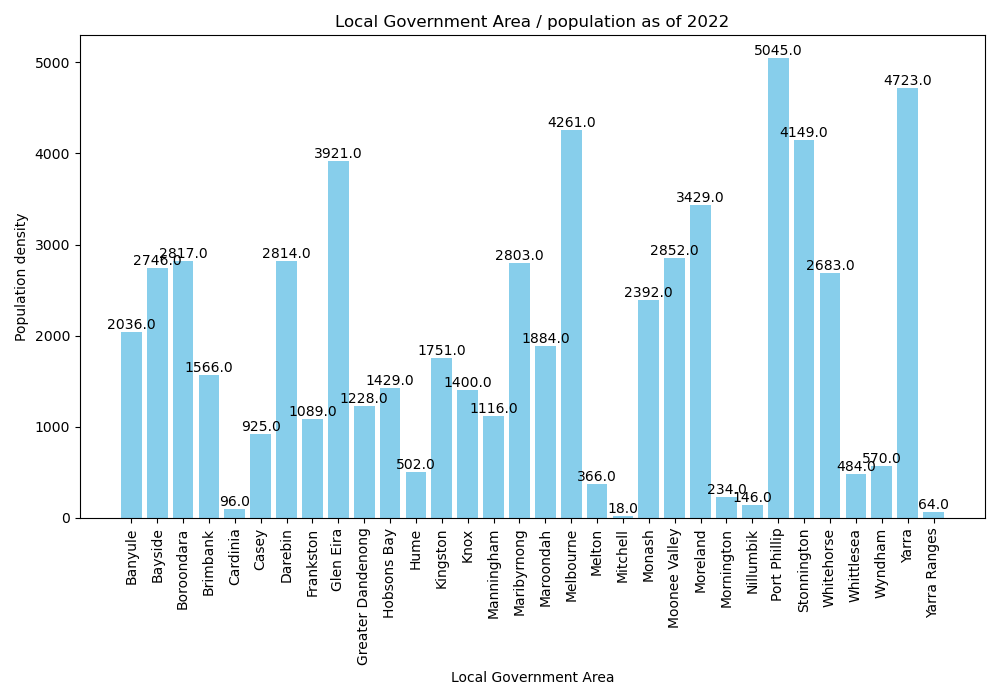 Local Government Area / population as of 2022
Population density
5000
4000
3000
2000
1000
0
2036.0
2746.0
2817.0
1566.0
96.0
925.0
2814.0
1089.0
3921.0
1228.0
1429.0
502.0
1751.0
1400.0
1116.0
2803.0
1884.0
4261.0
366.0
18.0
2392.0
2852.0
3429.0
234.0
146.0
5045.0
4149.0
2683.0
484.0
570.0
4723.0
64.0
Banyule
Bayside
Boroondara
Brimbank
Cardinia
Casey
Darebin
Frankston
Glen Eira
Greater Dandenong
Hobsons Bay
Hume
Kingston
Knox
Manningham
Maribyrnong
Maroondah
Melbourne
Melton
Mitchell
Monash
Moonee Valley
Moreland
Mornington
Nillumbik
Port Phillip
Stonnington
Whitehorse
Whittlesea
Wyndham
Yarra
Yarra Ranges
Local Government Area